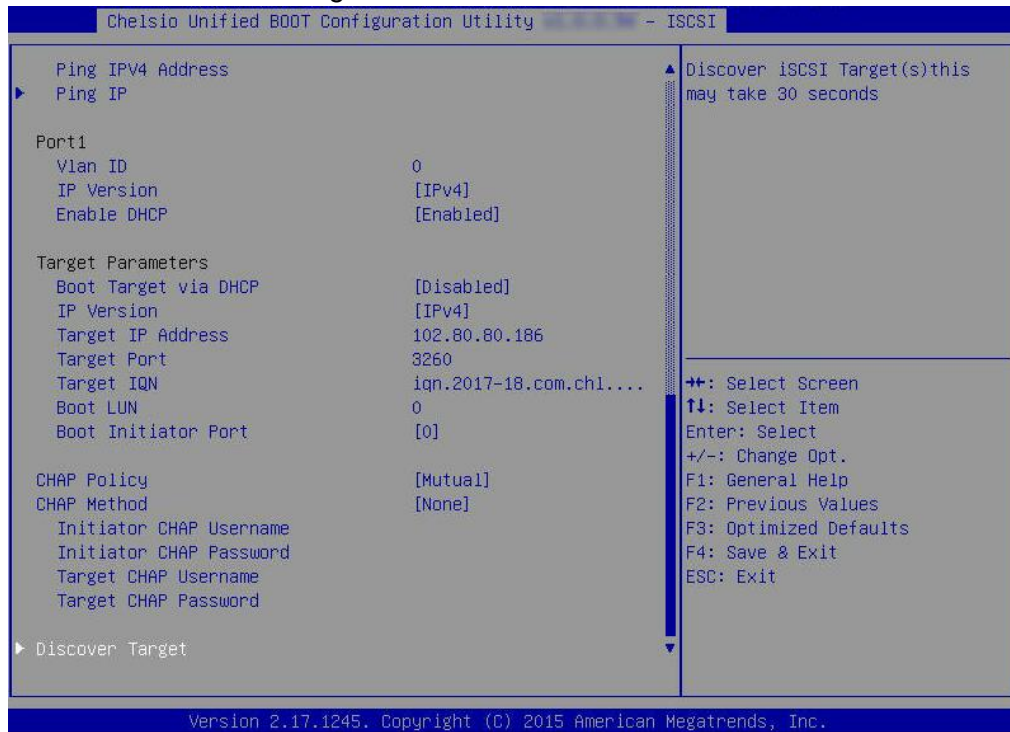 Chelsio Unified BOOT Configuration Utility - ISCSI
Ping IPV4 Address
Ping IP
Port1
Vlan ID 0
IP Version [IPv4]
Enable DHCP [Enabled]
Target Parameters
Boot Target via DHCP [Disabled]
IP Version [IPv4]
Target IP Address 102.80.80.186
Target Port 3260
Target IQN iqn.2017-18.com.chl....
Boot LUN 0
Boot Initiator Port [0]
CHAP Policy [Mutual]
CHAP Method [None]
Initiator CHAP Username
Initiator CHAP Password
Target CHAP Username
Target CHAP Password
Discover Target
Discover iSCSI Target(s)this
may take 30 seconds
→←: Select Screen
↑↓: Select Item
Enter: Select
+/-: Change Opt.
F1: General Help
F2: Previous Values
F3: Optimized Defaults
F4: Save & Exit
ESC: Exit
Version 2.17.1245. Copyright (C) 2015 American Megatrends, Inc.